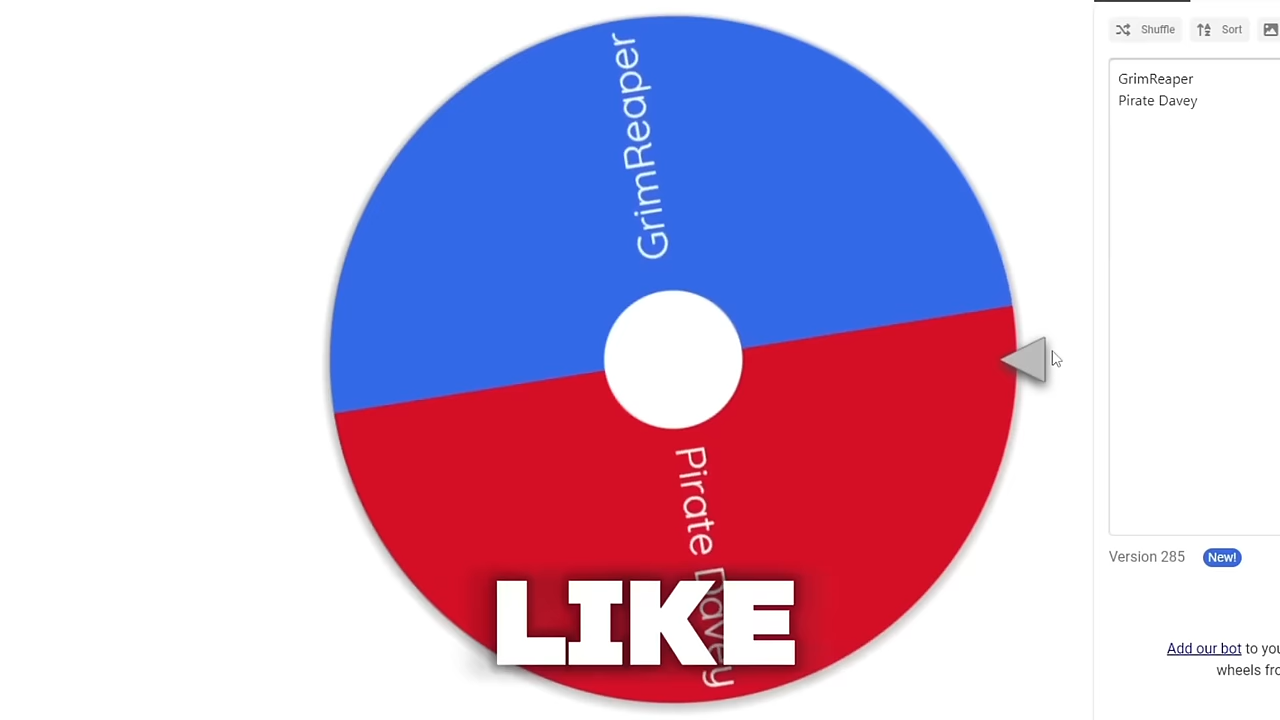 GrimReaper
Pirate Davey
LIKE
Shuffle
Sort
GrimReaper
Pirate Davey
Version 285
New!
Add our bot to you
wheels fro